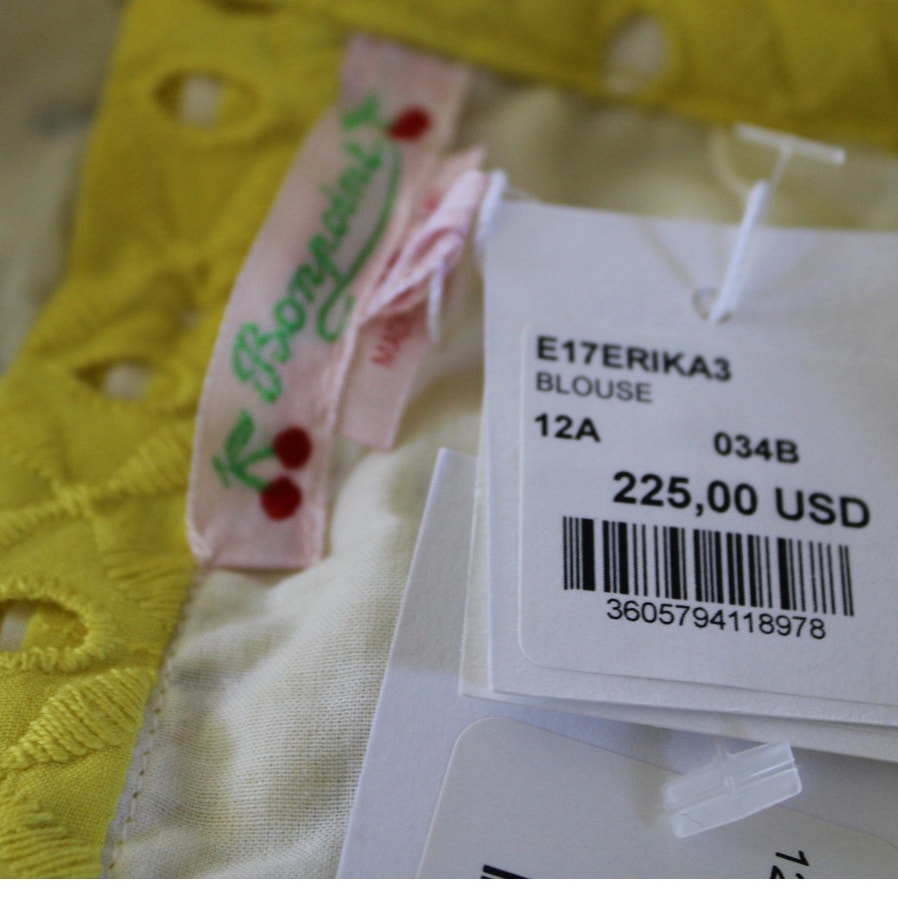 Bonpoint
E17ERIKA3
BLOUSE
12A 034B
225,00 USD
3605794118978